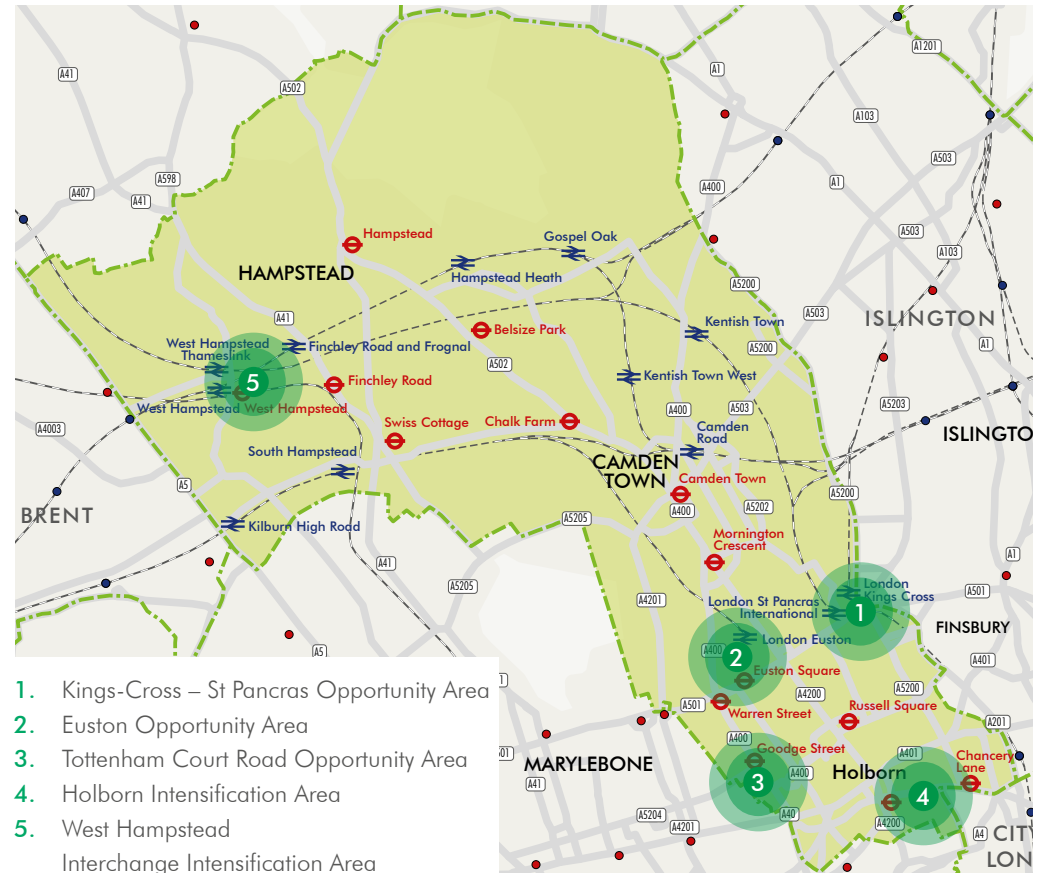 A41
A502
A1
A1201
A103
A503
A598
A407
A41
A400
A1
A503
A103
Hampstead
HAMPSTEAD
Gospel Oak
Hampstead Heath
A5200
A503
ISLINGTON
A41
West Hampstead
Thameslink
Finchley Road and Frognal
Belsize Park
Kentish Town
A5200
A1
A502
5
Finchley Road
Kentish Town West
West Hampstead
West Hampstead
A400
A503
A5203
A4003
Swiss Cottage
Chalk Farm
Camden
Road
ISLINGTO
South Hampstead
CAMDEN
TOWN
Camden Town
A5
A5200
A400
A5202
BRENT
Kilburn High Road
A5205
Mornington
Crescent
A1
A41
A5205
A4201
London
Kings Cross
A501
London St Pancras
International
1
FINSBURY
London Euston
A400
2
A5
A401
Euston Square
A4200
A5200
A501
Warren Street
Russell Square
A201
A400
Goodge Street
A401
Chancery
Lane
MARYLEBONE
A400
Holborn
3
4
A41
A5204
A4201
A40
A4200
A4
CITY
LON
01
1. Kings-Cross – St Pancras Opportunity Area
2. Euston Opportunity Area
3. Tottenham Court Road Opportunity Area
4. Holborn Intensification Area
5. West Hampstead
Interchange Intensification Area